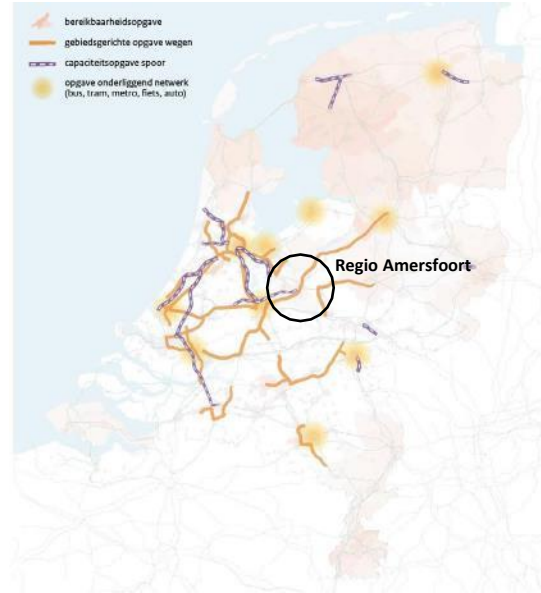 bereikbaarheidsopgave
gebiedsgerichte opgave wegen
capaciteitsopgave spoor
opgave onderliggend netwerk
(bus, tram, metro, fiets, auto)
Regio Amersfoort